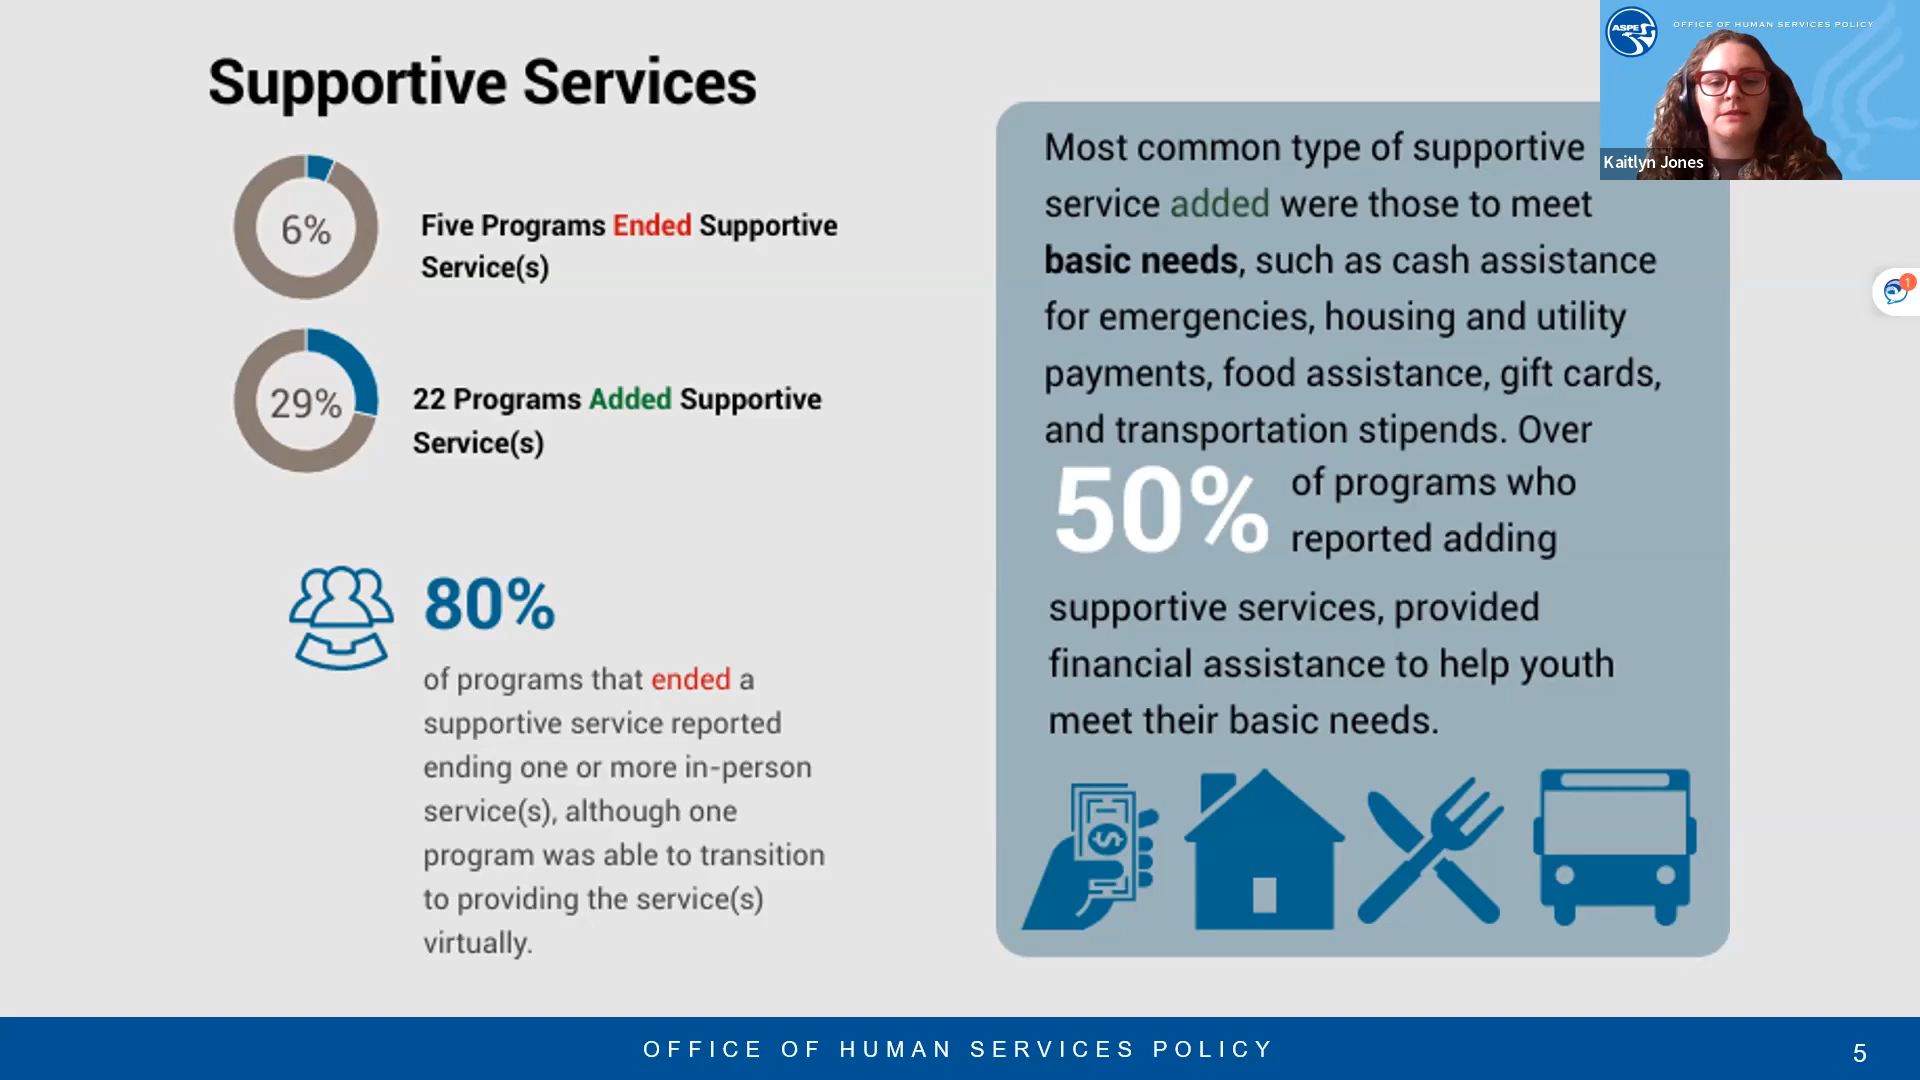 Supportive Services
6%
Five Programs Ended Supportive
Service(s)
29%
22 Programs Added Supportive
Service(s)
80%
of programs that ended a
supportive service reported
ending one or more in-person
service(s), although one
program was able to transition
to providing the service(s)
virtually.
Most common type of supportive
service added were those to meet
basic needs, such as cash assistance
for emergencies, housing and utility
payments, food assistance, gift cards,
and transportation stipends. Over
50% of programs who
reported adding
supportive services, provided
financial assistance to help youth
meet their basic needs.
$
ASPE
OFFICE OF HUMAN SERVICES POLICY
Kaitlyn Jones
1
OFFICE OF HUMAN SERVICES POLICY
5